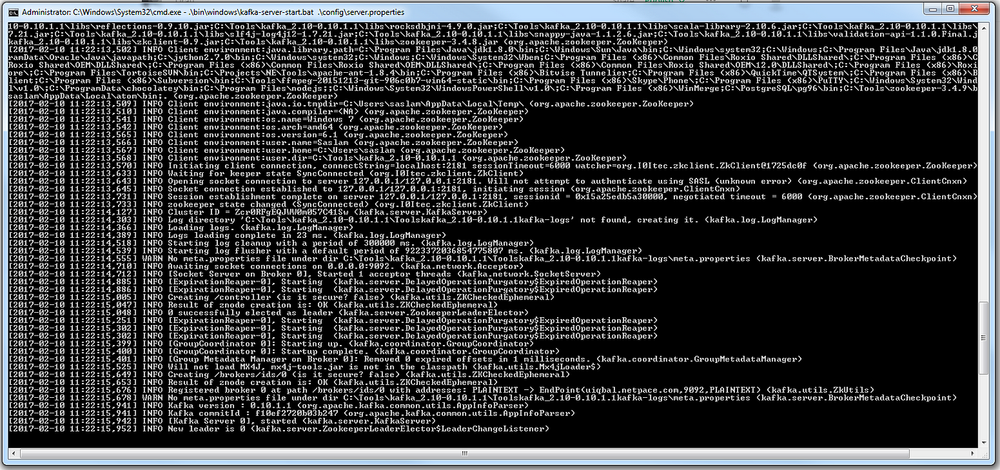 Administrator: C:\Windows\System32\cmd.exe - .\bin\windows\kafka-server-start.bat .\config\server.properties
10-0.10.1.1\libs\reflections-0.9.10.jar;C:\Tools\kafka_2.10-0.10.1.1\libs\rocksdbjni-4.9.0.jar;C:\Tools\kafka_2.10-0.10.1.1\libs\scala-library-2.10.6.jar;C:\Tools\kafka_2.10-0.10.1.1\libs\
7.21.jar;C:\Tools\kafka_2.10-0.10.1.1\libs\slf4j-log4j12-1.7.21.jar;C:\Tools\kafka_2.10-0.10.1.1\libs\snappy-java-1.1.2.6.jar;C:\Tools\kafka_2.10-0.10.1.1\libs\validation-api-1.1.0.Final.j
kafka_2.10-0.10.1.1\libs\zkclient-0.9.jar;C:\Tools\kafka_2.10-0.10.1.1\libs\zookeeper-3.4.8.jar (org.apache.zookeeper.ZooKeeper)
[2017-02-10 11:22:13,502] INFO Client environment:java.library.path=C:\Program Files\Java\jdk1.8.0\bin;C:\Windows\Sun\Java\bin;C:\Windows\system32;C:\Windows;C:\Program Files\Java\jdk1.8.0
ramData\Oracle\Java\javapath;C:\jython2.7.0\bin;C:\Windows\system32;C:\Windows;C:\Windows\System32\Wbem;C:\Program Files (x86)\Common Files\Roxio Shared\DLLShared\;C:\Program Files (x86)\C
Roxio Shared\OEM\DLLShared\;C:\Program Files (x86)\Common Files\Roxio Shared\OEM\DLLShared\;C:\Program Files (x86)\Common Files\Roxio Shared\OEM\12.0\DLLShared\;C:\Program Files (x86)\Roxi
ore\;C:\Program Files\TortoiseSVN\bin;C:\Projects\NE\Tools\apache-ant-1.8.4\bin;C:\Program Files (x86)\Bitvise Tunnelier;C:\Program Files (x86)\QuickTime\QTSystem\;C:\Program Files (x86)\B
lient;C:\Program Files (x86)\Subversion\bin;C:\Tools\ffmpeg-20151213-git-906c0b7-win64-static\bin;C:\Program Files (x86)\Skype\Phone\;C:\Program Files (x86)\PuTTY\;C:\Windows\System32\Wind
l\v1.0\;C:\ProgramData\chocolatey\bin;C:\Program Files\nodejs\;;C:\Windows\System32\WindowsPowerShell\v1.0\;C:\Program Files (x86)\WinMerge;C:\PostgreSQL\pg96\bin;C:\Tools\zookeeper-3.4.9\b
saslam\AppData\Local\atom\bin;. (org.apache.zookeeper.ZooKeeper)
[2017-02-10 11:22:13,509] INFO Client environment:java.io.tmpdir=C:\Users\saslam\AppData\Local\Temp\ (org.apache.zookeeper.ZooKeeper)
[2017-02-10 11:22:13,510] INFO Client environment:java.compiler=<NA> (org.apache.zookeeper.ZooKeeper)
[2017-02-10 11:22:13,541] INFO Client environment:os.name=Windows 7 (org.apache.zookeeper.ZooKeeper)
[2017-02-10 11:22:13,542] INFO Client environment:os.arch=amd64 (org.apache.zookeeper.ZooKeeper)
[2017-02-10 11:22:13,565] INFO Client environment:os.version=6.1 (org.apache.zookeeper.ZooKeeper)
[2017-02-10 11:22:13,566] INFO Client environment:user.name=Saslam (org.apache.zookeeper.ZooKeeper)
[2017-02-10 11:22:13,567] INFO Client environment:user.home=C:\Users\saslam (org.apache.zookeeper.ZooKeeper)
[2017-02-10 11:22:13,568] INFO Client environment:user.dir=C:\Tools\kafka_2.10-0.10.1.1 (org.apache.zookeeper.ZooKeeper)
[2017-02-10 11:22:13,570] INFO Initiating client connection, connectString=localhost:2181 sessionTimeout=6000 watcher=org.I0Itec.zkclient.ZkClient@1725dc0f (org.apache.zookeeper.ZooKeeper)
[2017-02-10 11:22:13,633] INFO Waiting for keeper state SyncConnected (org.I0Itec.zkclient.ZkClient)
[2017-02-10 11:22:13,643] INFO Opening socket connection to server 127.0.0.1/127.0.0.1:2181. Will not attempt to authenticate using SASL (unknown error) (org.apache.zookeeper.ClientCnxn)
[2017-02-10 11:22:13,645] INFO Socket connection established to 127.0.0.1/127.0.0.1:2181, initiating session (org.apache.zookeeper.ClientCnxn)
[2017-02-10 11:22:13,731] INFO Session establishment complete on server 127.0.0.1/127.0.0.1:2181, sessionid = 0x15a25edb5a30000, negotiated timeout = 6000 (org.apache.zookeeper.ClientCnxn)
[2017-02-10 11:22:13,733] INFO zookeeper state changed (SyncConnected) (org.I0Itec.zkclient.ZkClient)
[2017-02-10 11:22:14,127] INFO Cluster ID = Zcr0RFgEQJWW0m057C41Sw (kafka.server.KafkaServer)
[2017-02-10 11:22:14,303] INFO Log directory 'C:\Tools\kafka_2.10-0.10.1.1\Toolskafka_2.10-0.10.1.1kafka-logs' not found, creating it. (kafka.log.LogManager)
[2017-02-10 11:22:14,366] INFO Loading logs. (kafka.log.LogManager)
[2017-02-10 11:22:14,389] INFO Logs loading complete in 23 ms. (kafka.log.LogManager)
[2017-02-10 11:22:14,518] INFO Starting log cleanup with a period of 300000 ms. (kafka.log.LogManager)
[2017-02-10 11:22:14,539] INFO Starting log flusher with a default period of 9223372036854775807 ms. (kafka.log.LogManager)
[2017-02-10 11:22:14,555] WARN No meta.properties file under dir C:\Tools\kafka_2.10-0.10.1.1\Toolskafka_2.10-0.10.1.1kafka-logs\meta.properties (kafka.server.BrokerMetadataCheckpoint)
[2017-02-10 11:22:14,710] INFO Awaiting socket connections on 0.0.0.0:9092. (kafka.network.Acceptor)
[2017-02-10 11:22:14,712] INFO [Socket Server on Broker 0], Started 1 acceptor threads (kafka.network.SocketServer)
[2017-02-10 11:22:14,885] INFO [ExpirationReaper-0], Starting  (kafka.server.DelayedOperationPurgatory$ExpiredOperationReaper)
[2017-02-10 11:22:14,886] INFO [ExpirationReaper-0], Starting  (kafka.server.DelayedOperationPurgatory$ExpiredOperationReaper)
[2017-02-10 11:22:15,005] INFO Creating /controller (is it secure? false) (kafka.utils.ZKCheckedEphemeral)
[2017-02-10 11:22:15,047] INFO Result of znode creation is: OK (kafka.utils.ZKCheckedEphemeral)
[2017-02-10 11:22:15,048] INFO 0 successfully elected as leader (kafka.server.ZookeeperLeaderElector)
[2017-02-10 11:22:15,251] INFO [ExpirationReaper-0], Starting  (kafka.server.DelayedOperationPurgatory$ExpiredOperationReaper)
[2017-02-10 11:22:15,302] INFO [ExpirationReaper-0], Starting  (kafka.server.DelayedOperationPurgatory$ExpiredOperationReaper)
[2017-02-10 11:22:15,302] INFO [ExpirationReaper-0], Starting  (kafka.server.DelayedOperationPurgatory$ExpiredOperationReaper)
[2017-02-10 11:22:15,399] INFO [GroupCoordinator 0]: Starting up. (kafka.coordinator.GroupCoordinator)
[2017-02-10 11:22:15,400] INFO [GroupCoordinator 0]: Startup complete. (kafka.coordinator.GroupCoordinator)
[2017-02-10 11:22:15,401] INFO [Group Metadata Manager on Broker 0]: Removed 0 expired offsets in 1 milliseconds. (kafka.coordinator.GroupMetadataManager)
[2017-02-10 11:22:15,525] INFO Will not load MX4J, mx4j-tools.jar is not in the classpath (kafka.utils.Mx4jLoader$)
[2017-02-10 11:22:15,649] INFO Creating /brokers/ids/0 (is it secure? false) (kafka.utils.ZKCheckedEphemeral)
[2017-02-10 11:22:15,653] INFO Result of znode creation is: OK (kafka.utils.ZKCheckedEphemeral)
[2017-02-10 11:22:15,676] INFO Registered broker 0 at path /brokers/ids/0 with addresses: PLAINTEXT -> EndPoint(uiqbal.netpace.com,9092,PLAINTEXT) (kafka.utils.ZkUtils)
[2017-02-10 11:22:15,678] WARN No meta.properties file under dir C:\Tools\kafka_2.10-0.10.1.1\Toolskafka_2.10-0.10.1.1kafka-logs\meta.properties (kafka.server.BrokerMetadataCheckpoint)
[2017-02-10 11:22:15,941] INFO Kafka version : 0.10.1.1 (org.apache.kafka.common.utils.AppInfoParser)
[2017-02-10 11:22:15,941] INFO Kafka commitId : f10ef2720b03b247 (org.apache.kafka.common.utils.AppInfoParser)
[2017-02-10 11:22:15,942] INFO [Kafka Server 0], started (kafka.server.KafkaServer)
[2017-02-10 11:22:15,952] INFO New leader is 0 (kafka.server.ZookeeperLeaderElector$LeaderChangeListener)